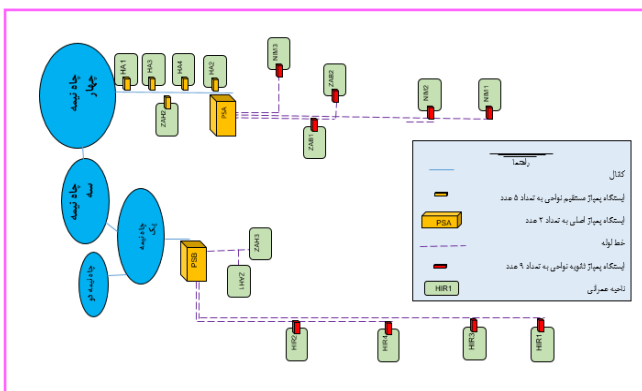 چاه نیمه
چهار
HA1
HA3
HA4
HA2
ZAH2
PSA
NIM3
ZAB2
ZAB1
NIM2
NIM1
چاه نیمه
سه
چاه نیمه
یک
چاه نیمه دو
PSB
ZAH3
ZAH1
HIR2
HIR4
HIR3
HIR1
راهنما
کانال
ایستگاه پمپاژ مستقیم نواحی به تعداد ۵ عدد
ایستگاه پمپاژ اصلی به تعداد ۲ عدد
PSA
خط لوله
ایستگاه پمپاژ ثانویه نواحی به تعداد ۹ عدد
ناحیه عمرانی
HIR1